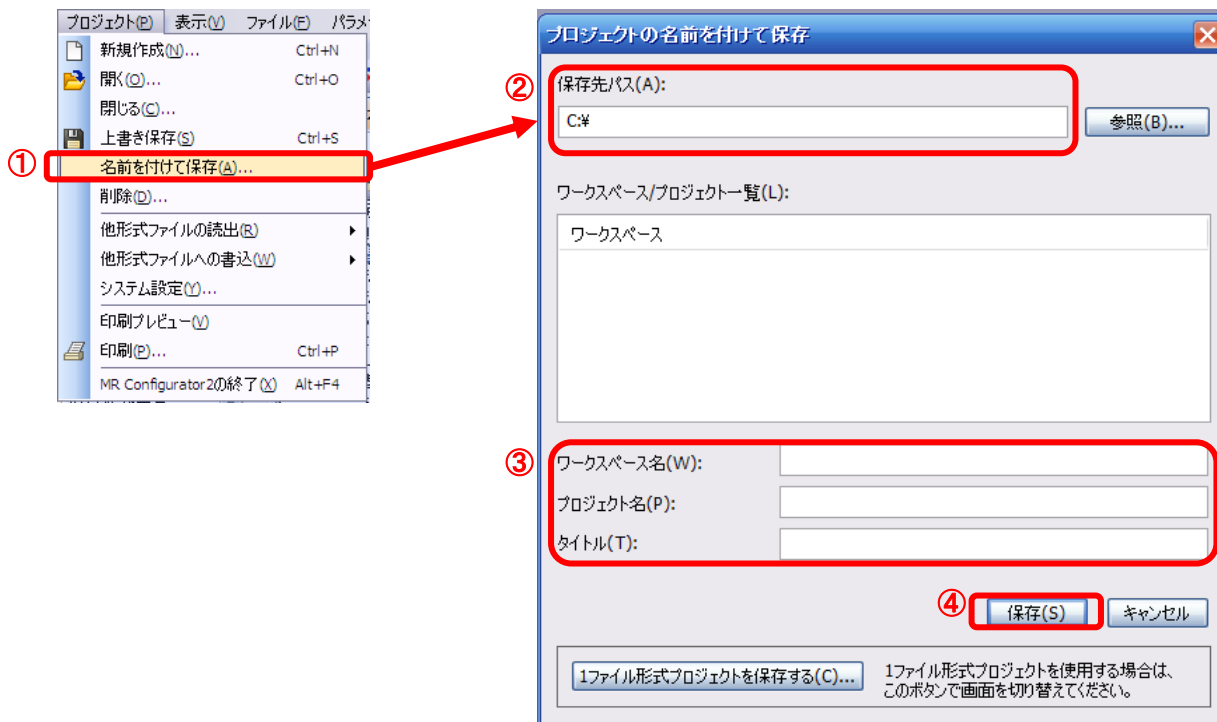 プロジェクト(P) 表示(V) ファイル(F) パラメ
新規作成(N)... Ctrl+N
開く(O)... Ctrl+O
閉じる(C)...
上書き保存(S) Ctrl+S
① 名前を付けて保存(A)...
削除(D)...
他形式ファイルの読出(R)
他形式ファイルへの書込(W)
システム設定(Y)...
印刷プレビュー(V)
印刷(P)... Ctrl+P
MR Configurator2の終了(X) Alt+F4
プロジェクトの名前を付けて保存
②
保存先パス(A):
C:¥ 参照(B)...
ワークスペース/プロジェクト一覧(L):
ワークスペース
③ ワークスペース名(W):
プロジェクト名(P):
タイトル(T):
④ 保存(S) キャンセル
1ファイル形式プロジェクトを保存する(C)...
1ファイル形式プロジェクトを使用する場合は、
このボタンで画面を切り替えてください。